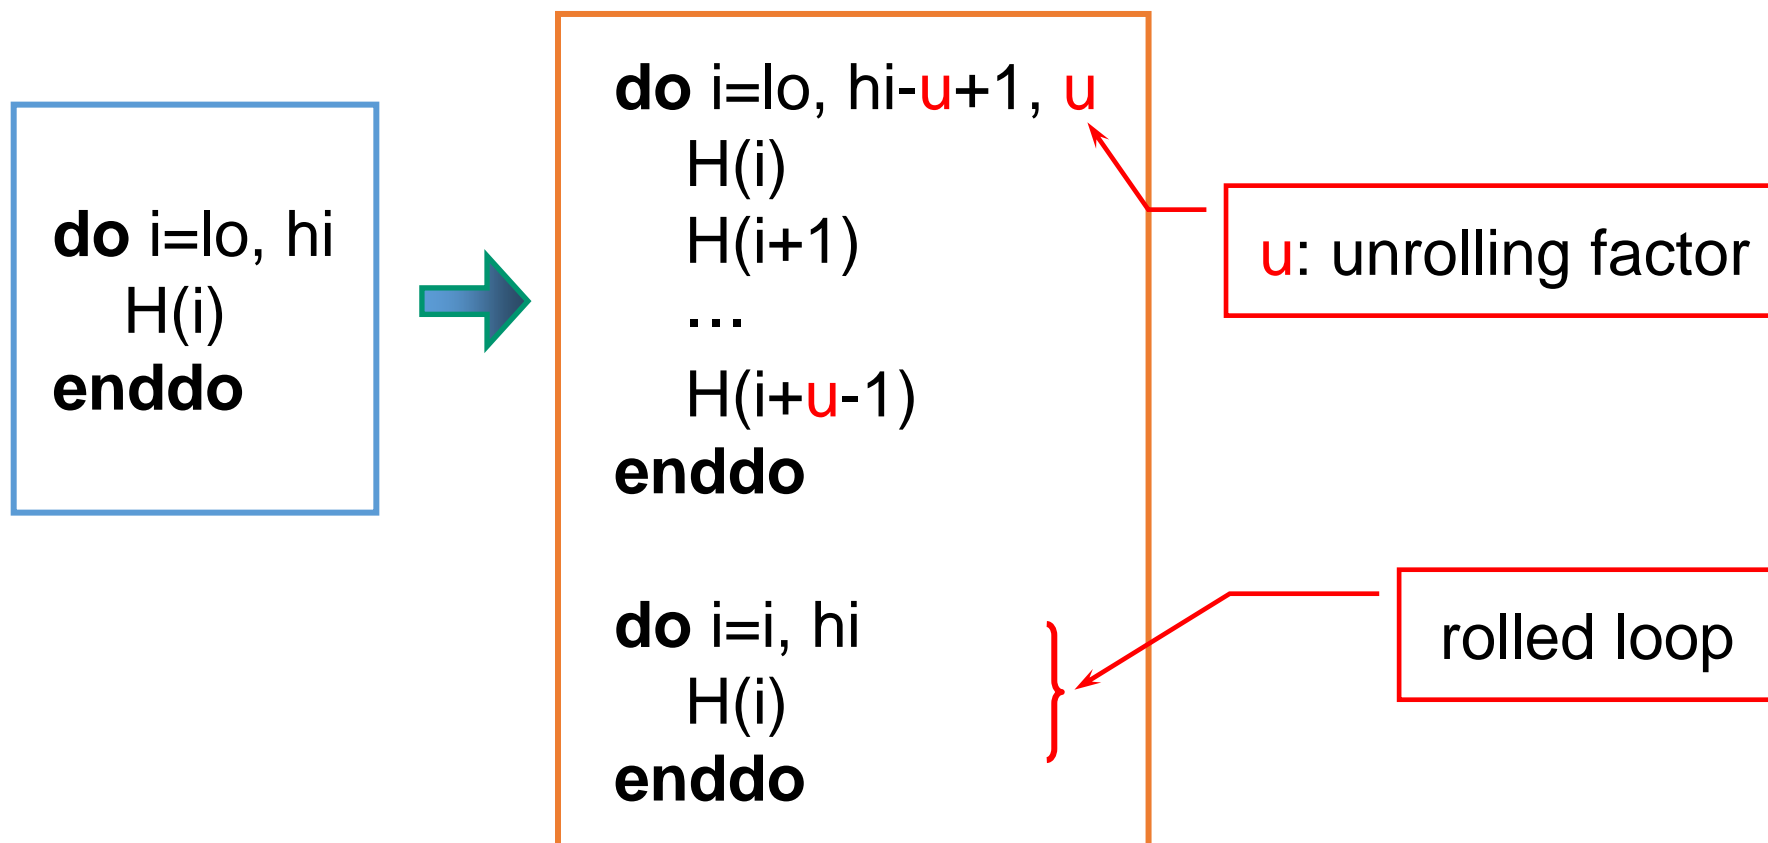 do i=lo, hi
H(i)
enddo
do i=lo, hi-u+1, u
H(i)
H(i+1)
…
H(i+u-1)
enddo
do i=i, hi
H(i)
enddo
u: unrolling factor
rolled loop